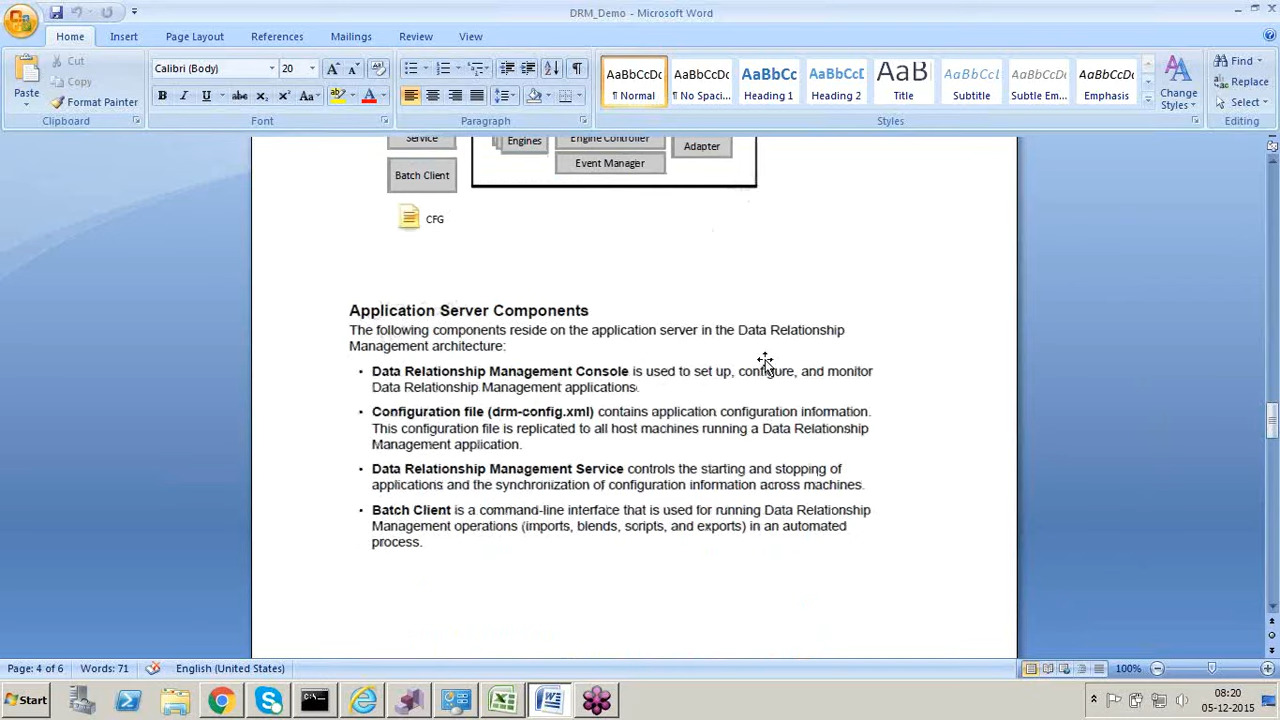 DRM_Demo - Microsoft Word
Home Insert Page Layout References Mailings Review View
Paste
Cut
Copy
Format Painter
Clipboard
Calibri (Body) 20
Font
Paragraph
AaBbCcDc AaBbCcDc AaBbCc AaBbCcD AaB AaBbCcL AaBbCcDc AaBbCcDc
¶ Normal ¶ No Spaci... Heading 1 Heading 2 Title Subtitle Subtle Em... Emphasis
Styles
Change
Styles
Find
Replace
Select
Editing
Service
Engines
Engine Controller
Adapter
Event Manager
Batch Client
CFG
Application Server Components
The following components reside on the application server in the Data Relationship
Management architecture:
• Data Relationship Management Console is used to set up, configure, and monitor
Data Relationship Management applications.
• Configuration file (drm-config.xml) contains application configuration information.
This configuration file is replicated to all host machines running a Data Relationship
Management application.
• Data Relationship Management Service controls the starting and stopping of
applications and the synchronization of configuration information across machines.
• Batch Client is a command-line interface that is used for running Data Relationship
Management operations (imports, blends, scripts, and exports) in an automated
process.
Page: 4 of 6 Words: 71 English (United States) 100%
Start
08:20
05-12-2015